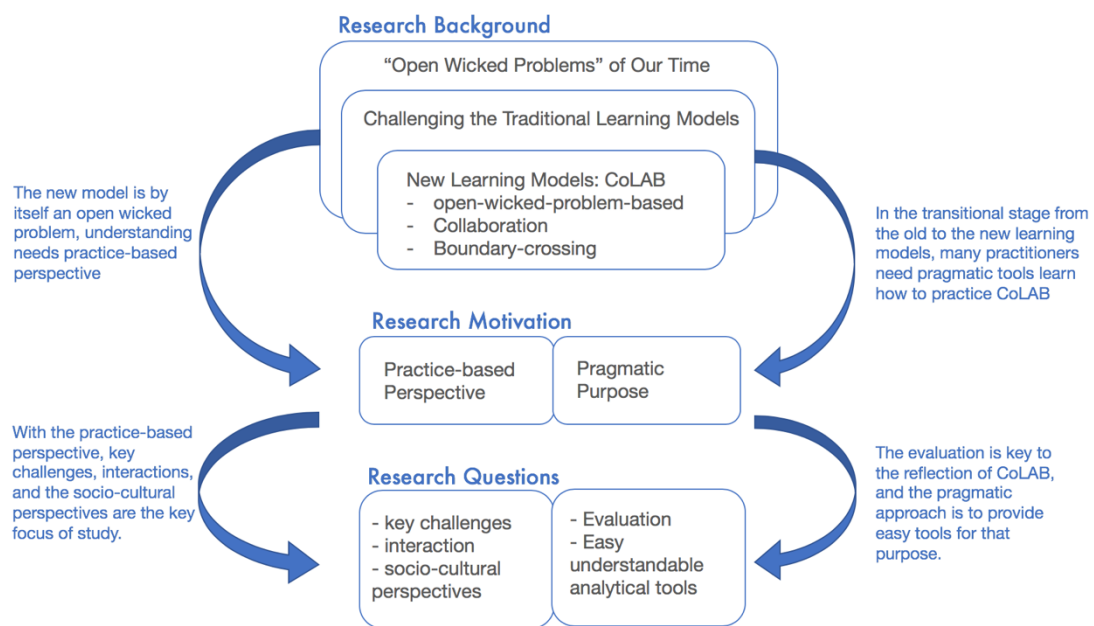 Research Background
“Open Wicked Problems” of Our Time
Challenging the Traditional Learning Models
New Learning Models: CoLAB
- open-wicked-problem-based
- Collaboration
- Boundary-crossing
The new model is by
itself an open wicked
problem, understanding
needs practice-based
perspective
In the transitional stage from
the old to the new learning
models, many practitioners
need pragmatic tools learn
how to practice CoLAB
Research Motivation
Practice-based
Perspective
Pragmatic
Purpose
With the practice-based
perspective, key
challenges, interactions,
and the socio-cultural
perspectives are the key
focus of study.
The evaluation is key to
the reflection of CoLAB,
and the pragmatic
approach is to provide
easy tools for that
purpose.
Research Questions
- key challenges
- interaction
- socio-cultural
perspectives
- Evaluation
- Easy
understandable
analytical tools